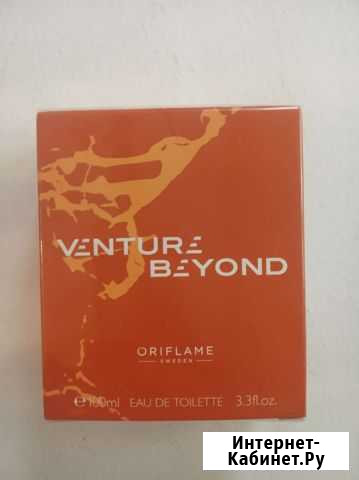 VENTURE
BEYOND
ORIFLAME
SWEDEN
e 100ml EAU DE TOILETTE 3.3fl.oz.
Интернет-
Кабинет.Ру